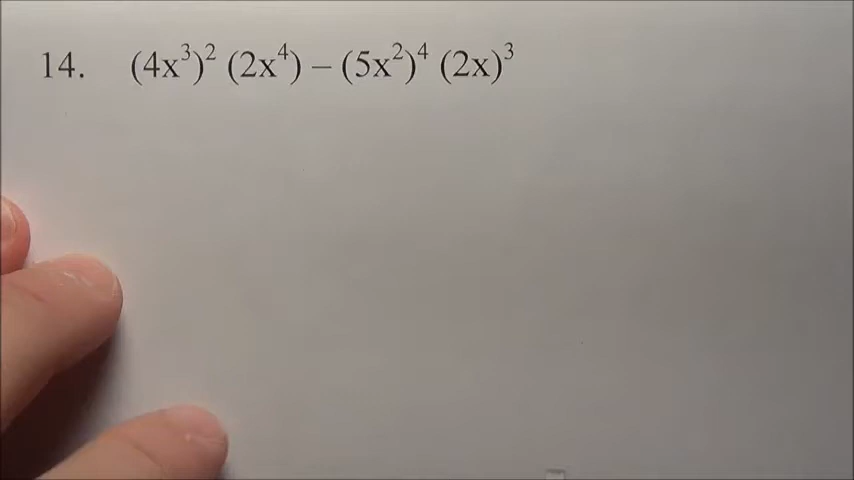 14. (4x³)² (2x⁴) – (5x²)⁴ (2x)³